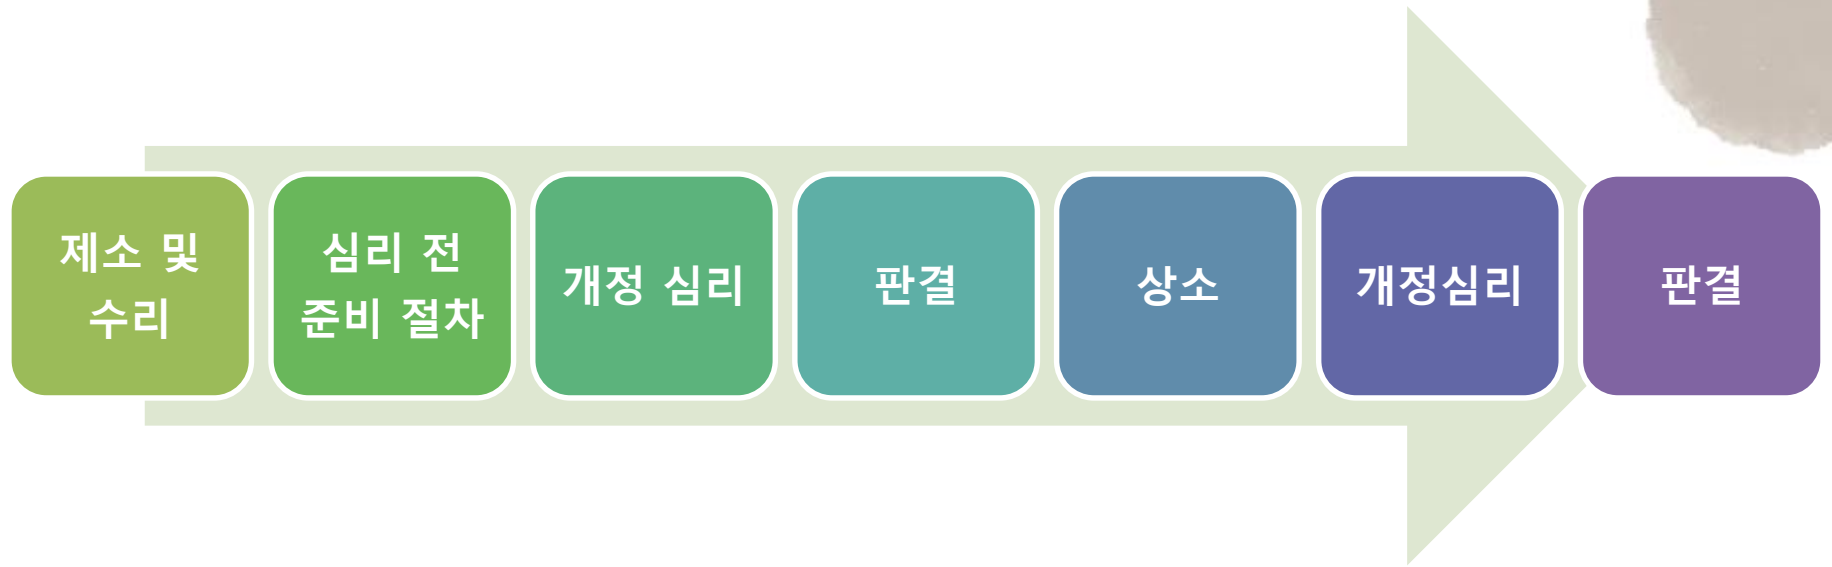 제소 및
수리
심리 전
준비 절차
개정 심리
판결
상소
개정심리
판결